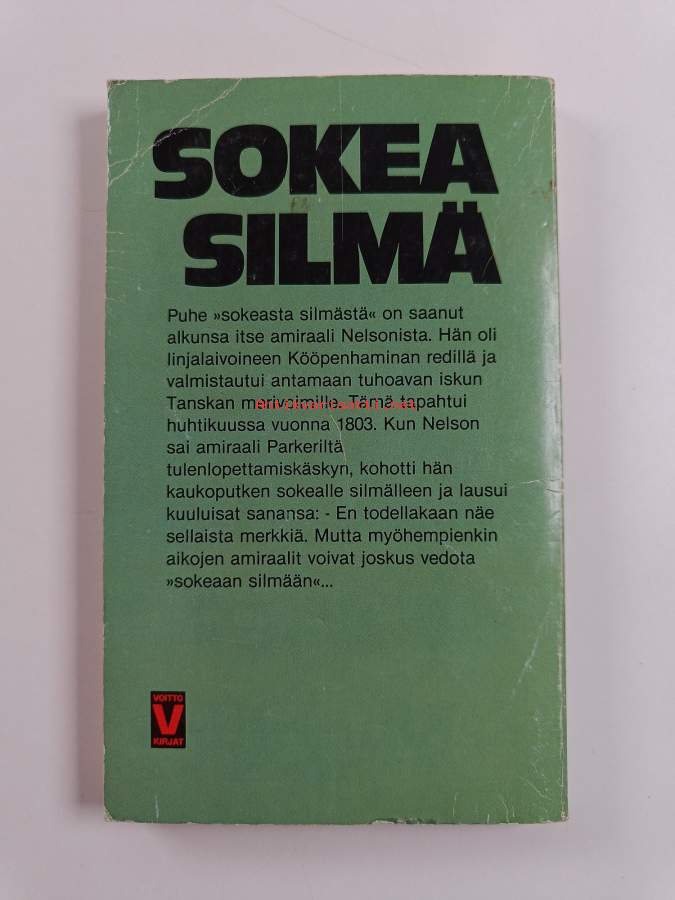 SOKEA
SILMÄ
Puhe »sokeasta silmästä« on saanut
alkunsa itse amiraali Nelsonista. Hän oli
linjalaivoineen Kööpenhaminan redillä ja
valmistautui antamaan tuhoavan iskun
Tanskan merivoimille. Tämä tapahtui
huhtikuussa vuonna 1803. Kun Nelson
sai amiraali Parkeriltä
tulenlopettamiskäskyn, kohotti hän
kaukoputken sokealle silmälleen ja lausui
kuuluisat sanansa: - En todellakaan näe
sellaista merkkiä. Mutta myöhempienkin
aikojen amiraalit voivat joskus vedota
»sokeaan silmään«...
VOITTO
V
KIRJAT